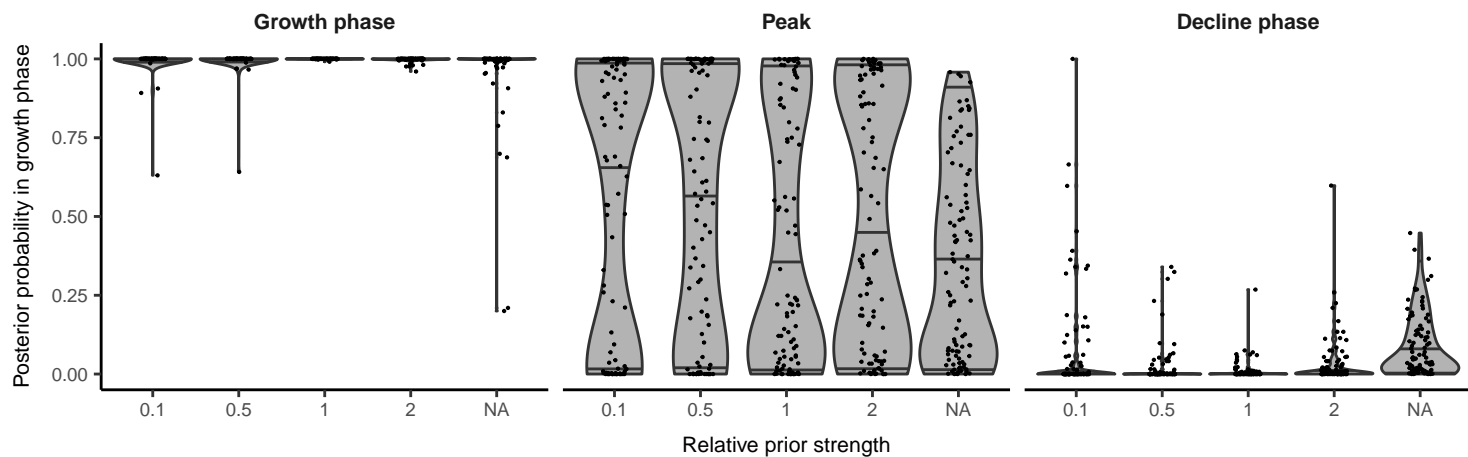 Growth phase
Peak
Decline phase
Posterior probability in growth phase
1.00
0.75
0.50
0.25
0.00
0.1 0.5 1 2 NA
0.1 0.5 1 2 NA
0.1 0.5 1 2 NA
Relative prior strength